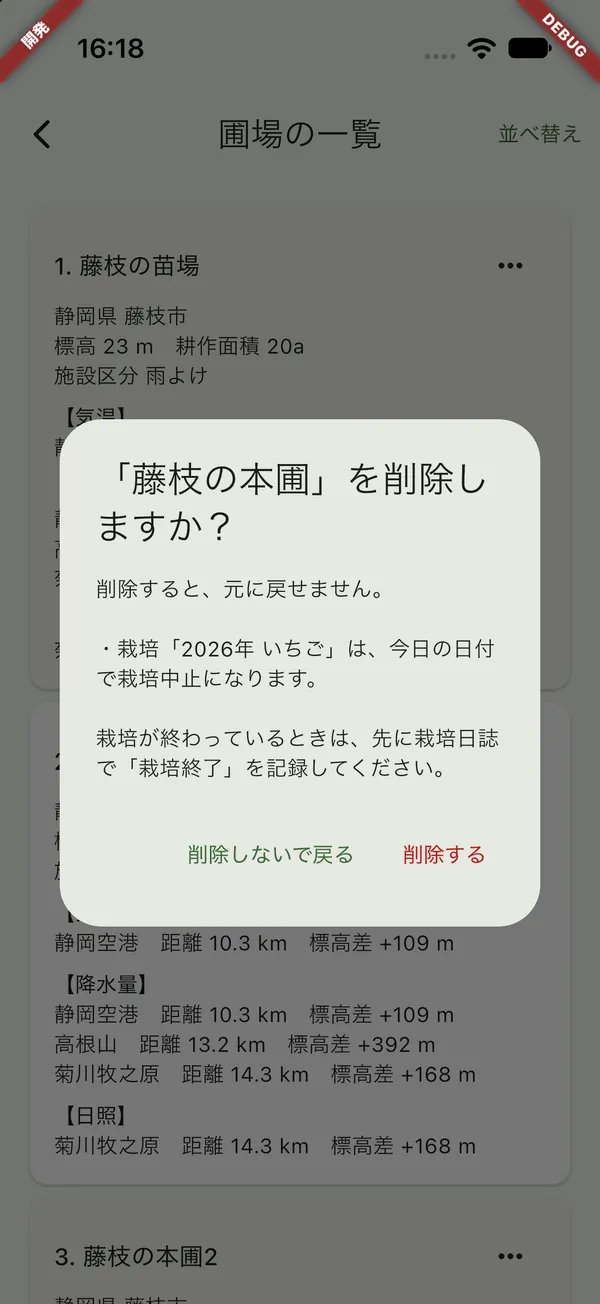 開発
16:18
DEBUG
圃場の一覧
並べ替え
1. 藤枝の苗場
静岡県 藤枝市
標高 23 m 耕作面積 20a
施設区分 雨よけ
【気温】
「藤枝の本圃」を削除し
ますか？
削除すると、元に戻せません。
・栽培「2026年 いちご」は、今日の日付
で栽培中止になります。
栽培が終わっているときは、先に栽培日誌
で「栽培終了」を記録してください。
削除しないで戻る 削除する
静岡空港 距離 10.3 km 標高差 +109 m
【降水量】
静岡空港 距離 10.3 km 標高差 +109 m
高根山 距離 13.2 km 標高差 +392 m
菊川牧之原 距離 14.3 km 標高差 +168 m
【日照】
菊川牧之原 距離 14.3 km 標高差 +168 m
3. 藤枝の本圃2
静岡県 藤枝市